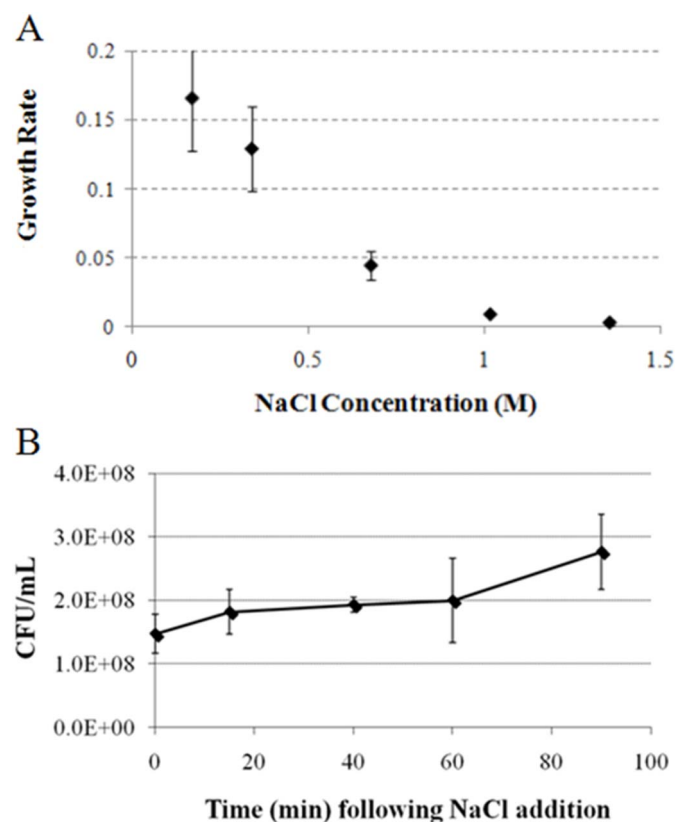 A
0.2
0.15
0.1
0.05
0
0 0.5 1 1.5
Growth Rate
NaCl Concentration (M)
B
4.0E+08
3.0E+08
2.0E+08
1.0E+08
0.0E+00
0 20 40 60 80 100
CFU/mL
Time (min) following NaCl addition